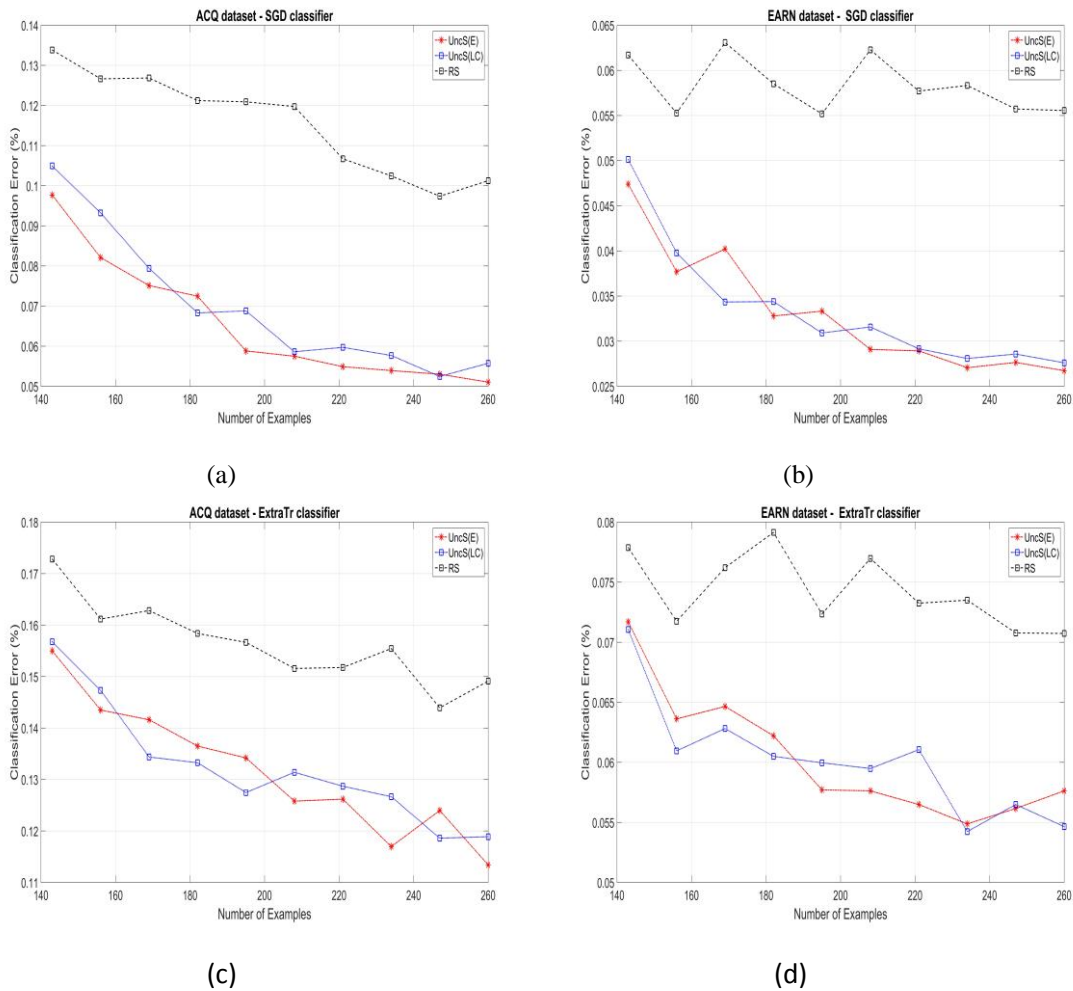 ACQ dataset - SGD classifier
0.14
0.13
0.12
0.11
0.1
0.09
0.08
0.07
0.06
0.05
Classification Error (%)
140 160 180 200 220 240 260
Number of Examples
UncS(E)
UncS(LC)
RS
(a)
EARN dataset - SGD classifier
0.065
0.06
0.055
0.05
0.045
0.04
0.035
0.03
0.025
Classification Error (%)
140 160 180 200 220 240 260
Number of Examples
UncS(E)
UncS(LC)
RS
(b)
ACQ dataset - ExtraTr classifier
0.18
0.17
0.16
0.15
0.14
0.13
0.12
0.11
Classification Error (%)
140 160 180 200 220 240 260
Number of Examples
UncS(E)
UncS(LC)
RS
(c)
EARN dataset - ExtraTr classifier
0.08
0.075
0.07
0.065
0.06
0.055
0.05
Classification Error (%)
140 160 180 200 220 240 260
Number of Examples
UncS(E)
UncS(LC)
RS
(d)